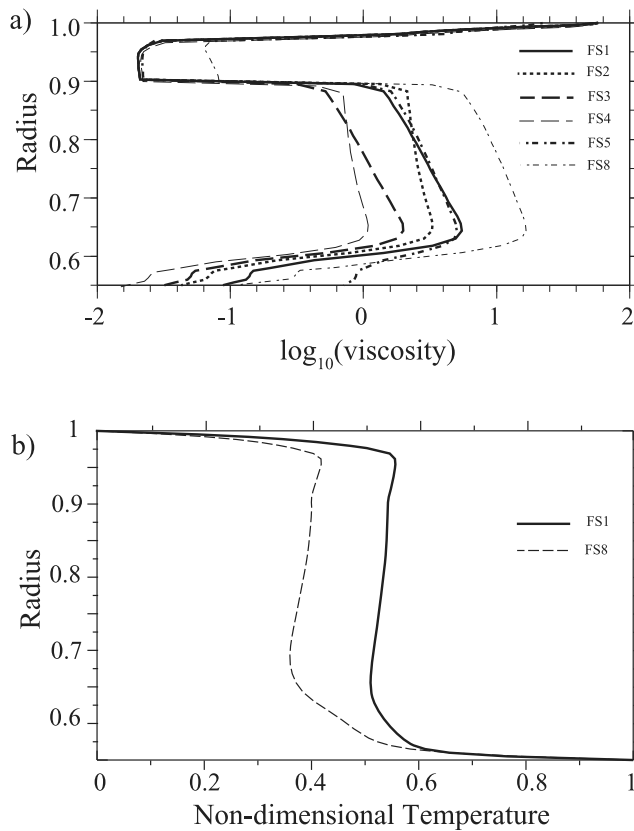 a)
1.0
0.9
0.8
0.7
0.6
Radius
FS1
FS2
FS3
FS4
FS5
FS8
-2
-1
0
1
2
log10(viscosity)
b)
1
0.9
0.8
0.7
0.6
Radius
FS1
FS8
0
0.2
0.4
0.6
0.8
1
Non-dimensional Temperature